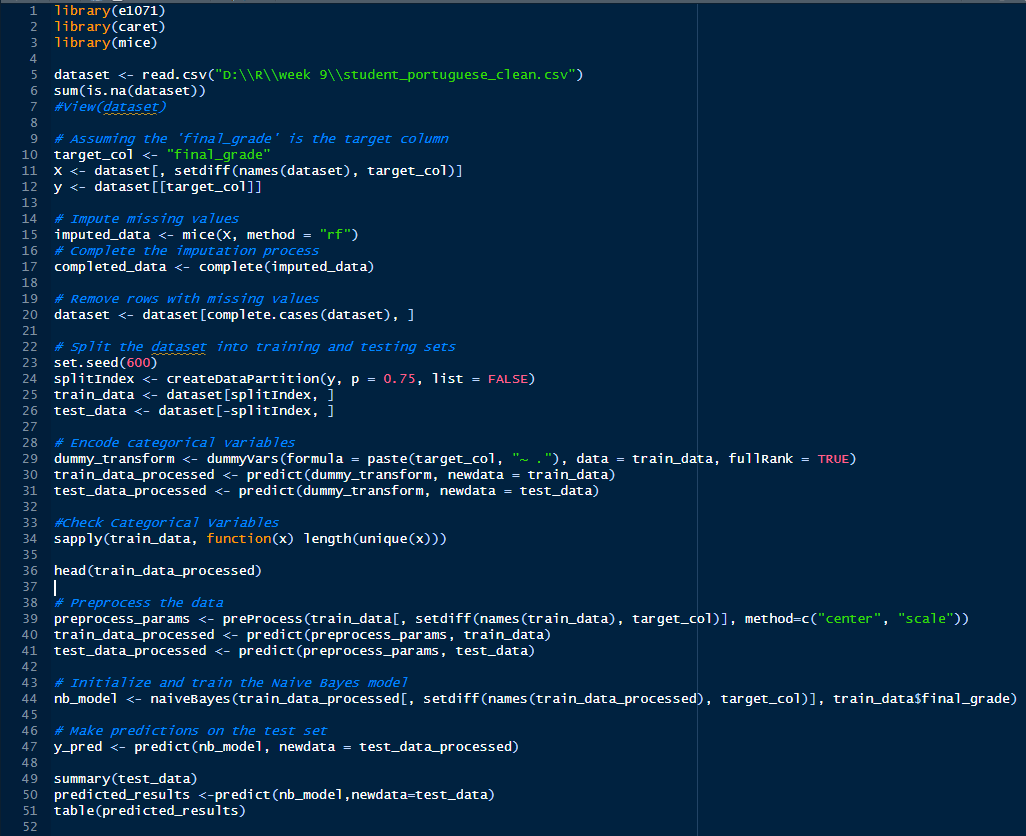 1 library(e1071)
2 library(caret)
3 library(mice)
4
5 dataset <- read.csv("D:\\R\\week 9\\student_portuguese_clean.csv")
6 sum(is.na(dataset))
7 #View(dataset)
8
9 # Assuming the 'final_grade' is the target column
10 target_col <- "final_grade"
11 X <- dataset[, setdiff(names(dataset), target_col)]
12 y <- dataset[[target_col]]
13
14 # Impute missing values
15 imputed_data <- mice(X, method = "rf")
16 # Complete the imputation process
17 completed_data <- complete(imputed_data)
18
19 # Remove rows with missing values
20 dataset <- dataset[complete.cases(dataset), ]
21
22 # Split the dataset into training and testing sets
23 set.seed(600)
24 splitIndex <- createDataPartition(y, p = 0.75, list = FALSE)
25 train_data <- dataset[splitIndex, ]
26 test_data <- dataset[-splitIndex, ]
27
28 # Encode categorical variables
29 dummy_transform <- dummyVars(formula = paste(target_col, "~ ."), data = train_data, fullRank = TRUE)
30 train_data_processed <- predict(dummy_transform, newdata = train_data)
31 test_data_processed <- predict(dummy_transform, newdata = test_data)
32
33 #Check Categorical Variables
34 sapply(train_data, function(x) length(unique(x)))
35
36 head(train_data_processed)
37
38 # Preprocess the data
39 preprocess_params <- preProcess(train_data[, setdiff(names(train_data), target_col)], method=c("center", "scale"))
40 train_data_processed <- predict(preprocess_params, train_data)
41 test_data_processed <- predict(preprocess_params, test_data)
42
43 # Initialize and train the Naive Bayes model
44 nb_model <- naiveBayes(train_data_processed[, setdiff(names(train_data_processed), target_col)], train_data$final_grade)
45
46 # Make predictions on the test set
47 y_pred <- predict(nb_model, newdata = test_data_processed)
48
49 summary(test_data)
50 predicted_results <-predict(nb_model,newdata=test_data)
51 table(predicted_results)
52